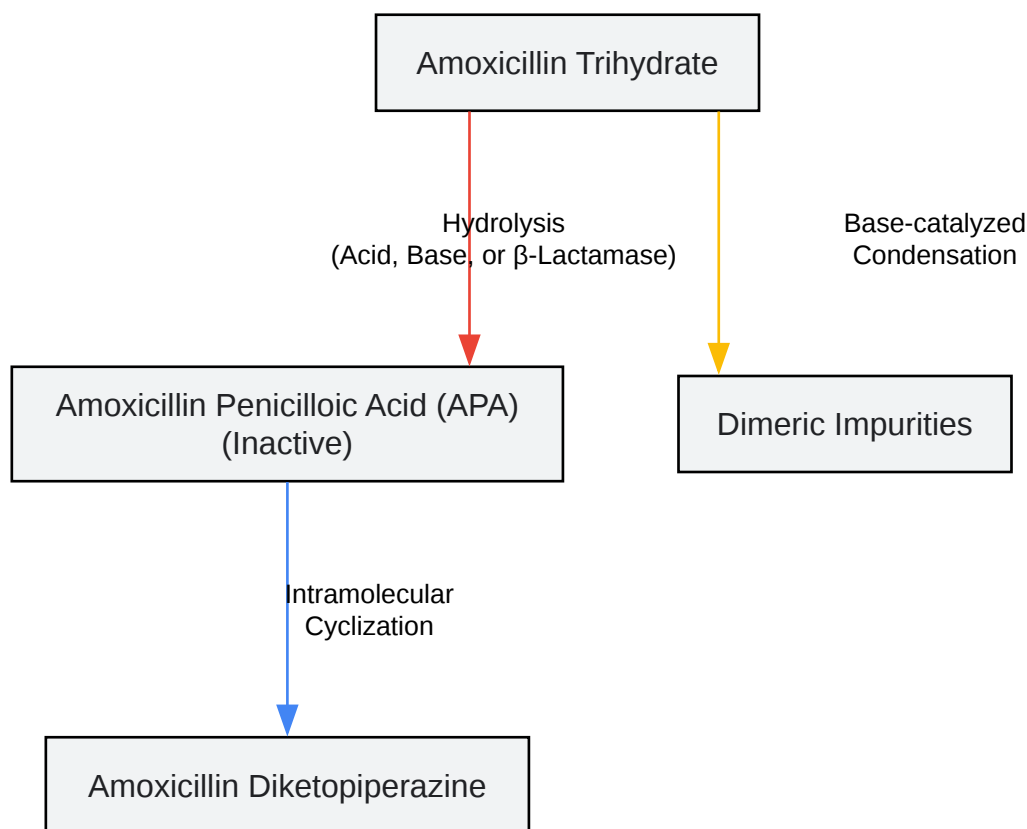 Amoxicillin Trihydrate
Hydrolysis
(Acid, Base, or β-Lactamase)
Base-catalyzed
Condensation
Amoxicillin Penicilloic Acid (APA)
(Inactive)
Dimeric Impurities
Intramolecular
Cyclization
Amoxicillin Diketopiperazine